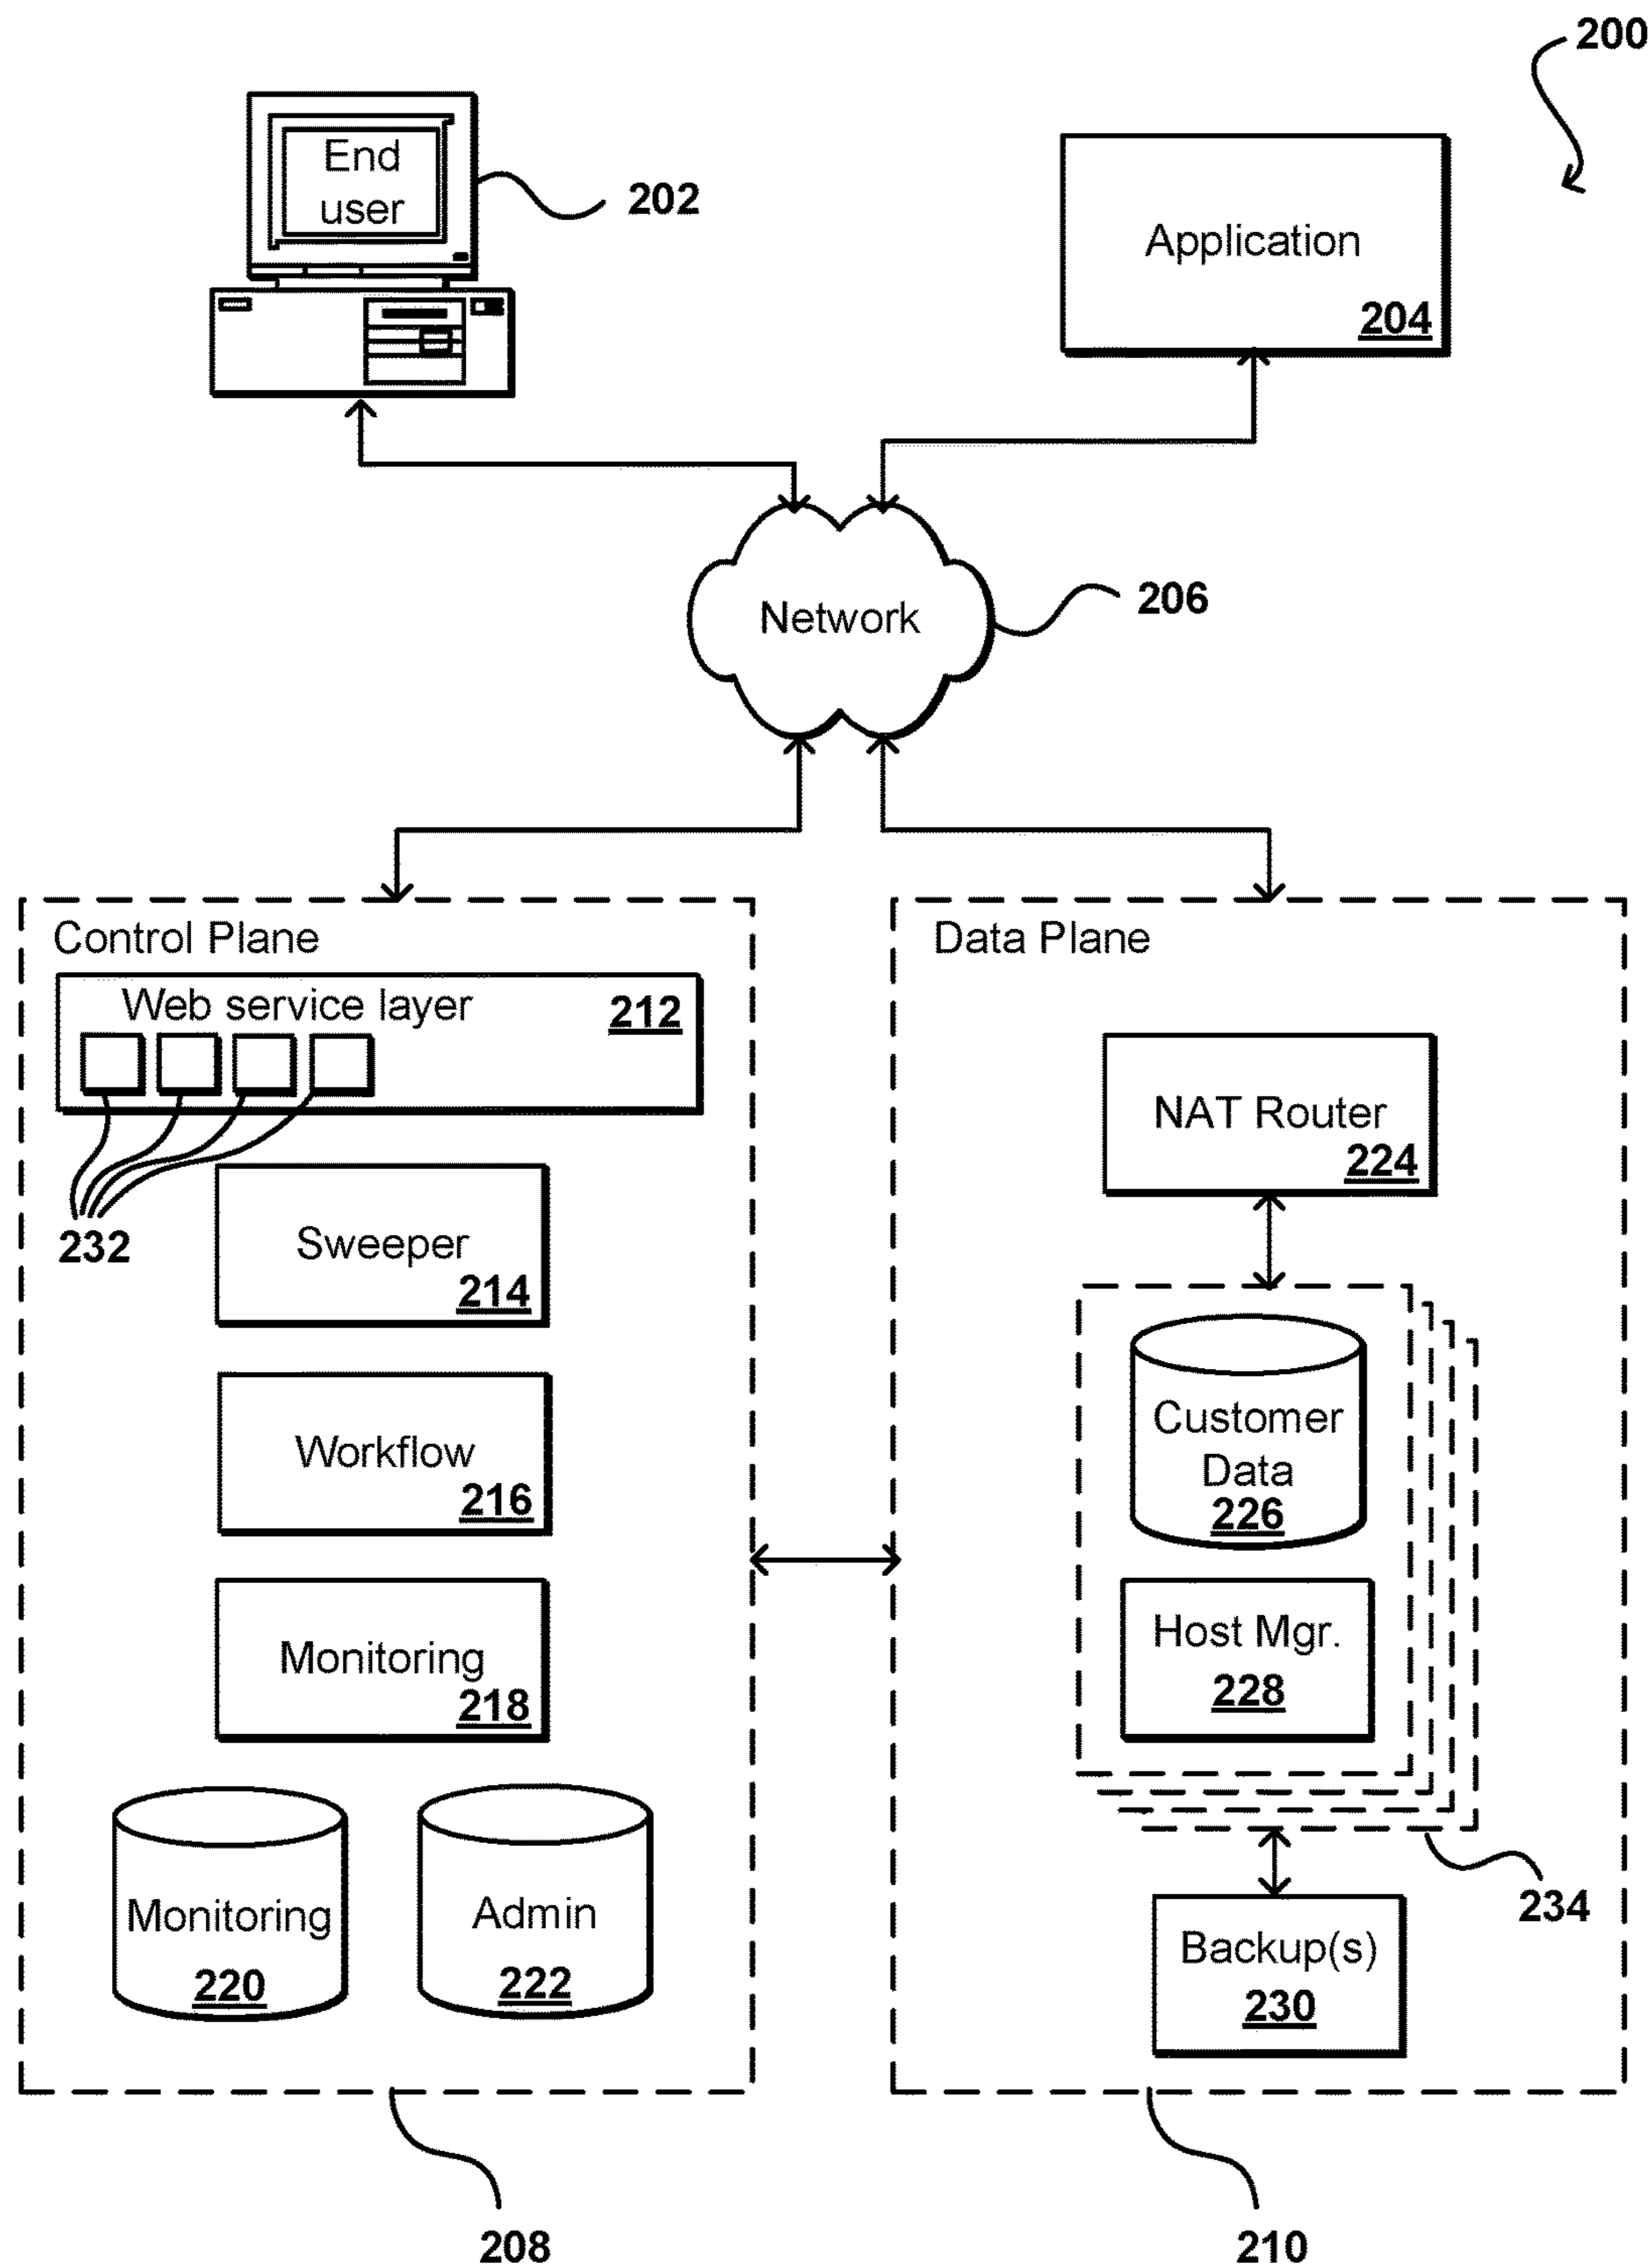 200
End
user
202
Application
204
Network
206
Control Plane
Web service layer
212
232
Sweeper
214
Workflow
216
Monitoring
218
Monitoring
220
Admin
222
208
Data Plane
NAT Router
224
Customer
Data
226
Host Mgr.
228
234
Backup(s)
230
210